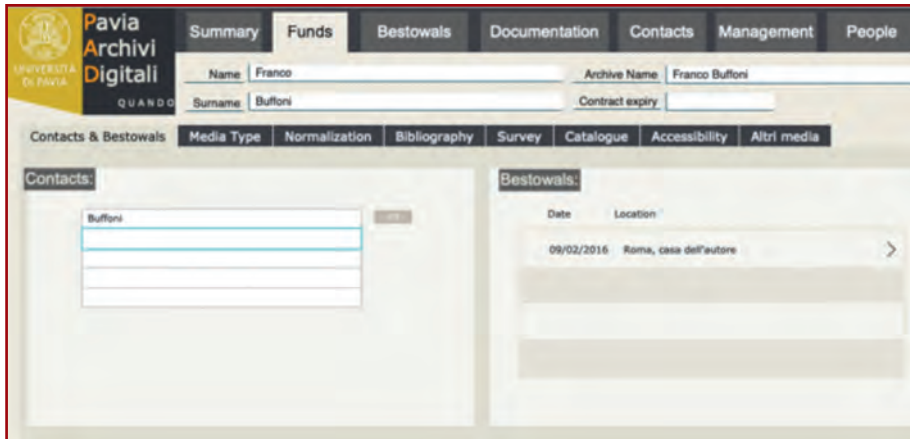 Pavia
Archivi
Digitali
QUANDO
UNIVERSITÀ
DI PAVIA
Summary Funds Bestowals Documentation Contacts Management People
Name Franco Archive Name Franco Buffoni
Surname Buffoni Contract expiry
Contacts & Bestowals Media Type Normalization Bibliography Survey Catalogue Accessibility Altri media
Contacts: Bestowals:
Date Location
Buffoni
09/02/2016 Roma, casa dell'autore >